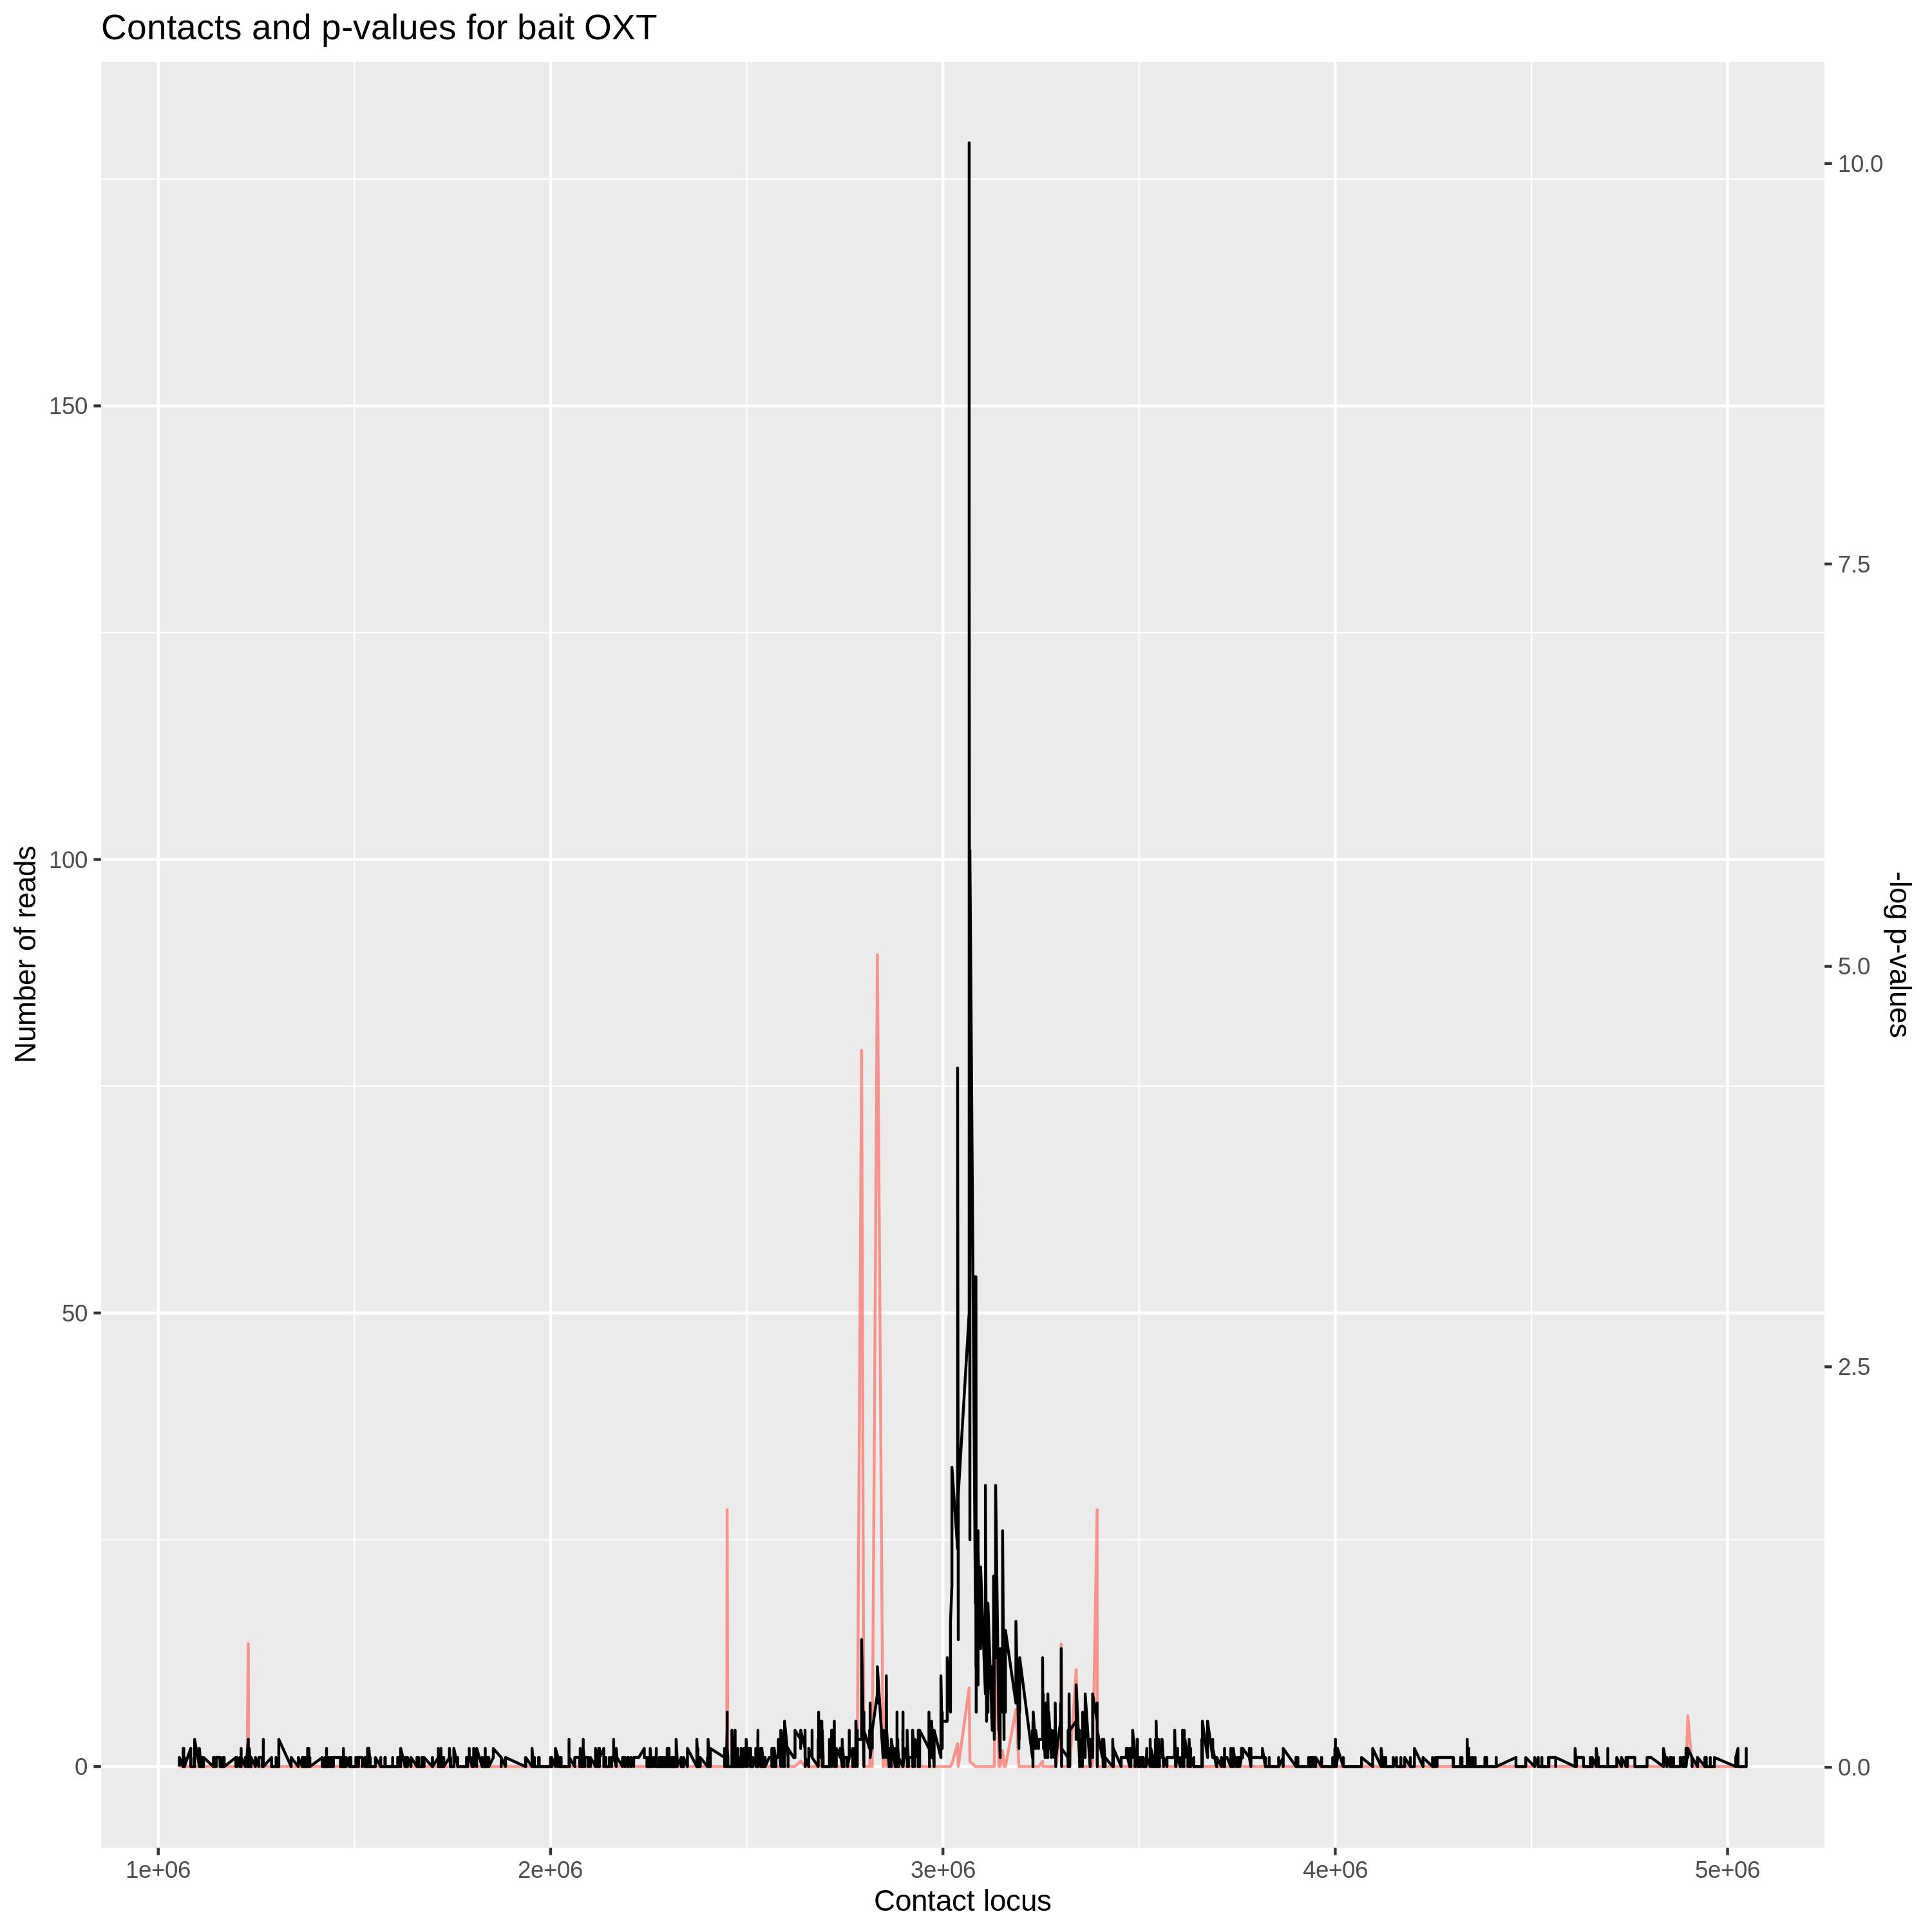 Contacts and p-values for bait OXT
150
100
50
0
Number of reads
10.0
7.5
5.0
2.5
0.0
-log p-values
1e+06
2e+06
3e+06
4e+06
5e+06
Contact locus